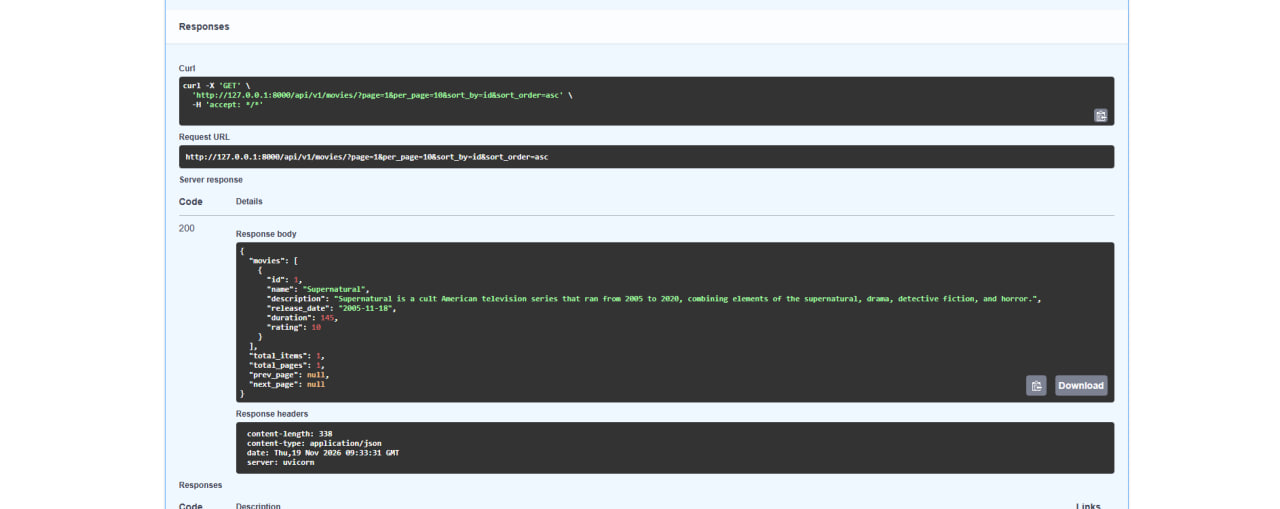 Responses
Curl
curl -X 'GET' \
'http://127.0.0.1:8000/api/v1/movies/?page=1&per_page=10&sort_by=id&sort_order=asc' \
-H 'accept: */*'
Request URL
http://127.0.0.1:8000/api/v1/movies/?page=1&per_page=10&sort_by=id&sort_order=asc
Server response
Code Details
200
Response body
{
"movies": [
{
"id": 1,
"name": "Supernatural",
"description": "Supernatural is a cult American television series that ran from 2005 to 2020, combining elements of the supernatural, drama, detective fiction, and horror.",
"release_date": "2005-11-18",
"duration": 145,
"rating": 10
}
],
"total_items": 1,
"total_pages": 1,
"prev_page": null,
"next_page": null
}
Download
Response headers
content-length: 338
content-type: application/json
date: Thu,19 Nov 2026 09:33:31 GMT
server: uvicorn
Responses
Code Description Links